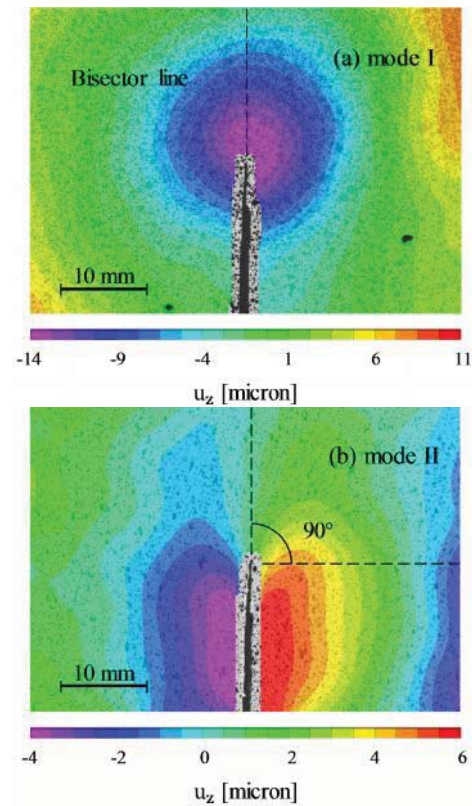 (a) mode I
Bisector line
10 mm
-14 -9 -4 1 6 11
u_z [micron]
(b) mode II
90°
10 mm
-4 -2 0 2 4 6
u_z [micron]